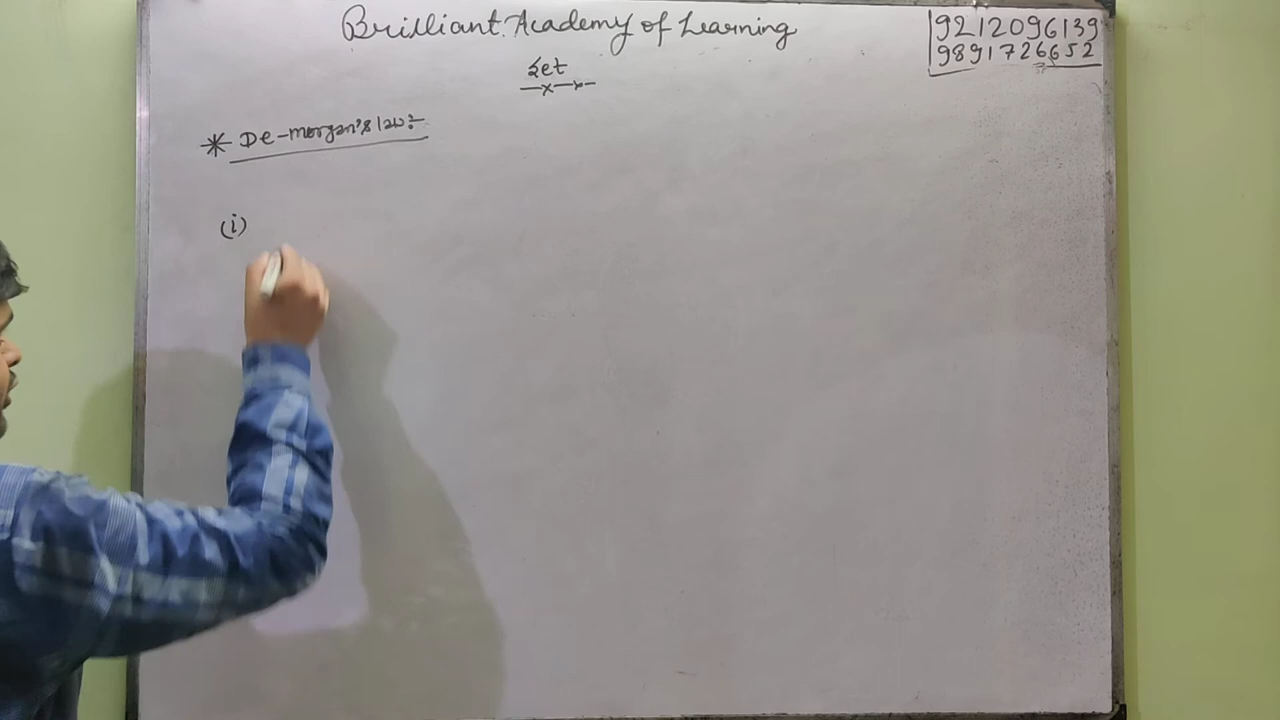 Brilliant Academy of Learning
9212096139
9891726652
Set
* De-morgan's law:-
(i)